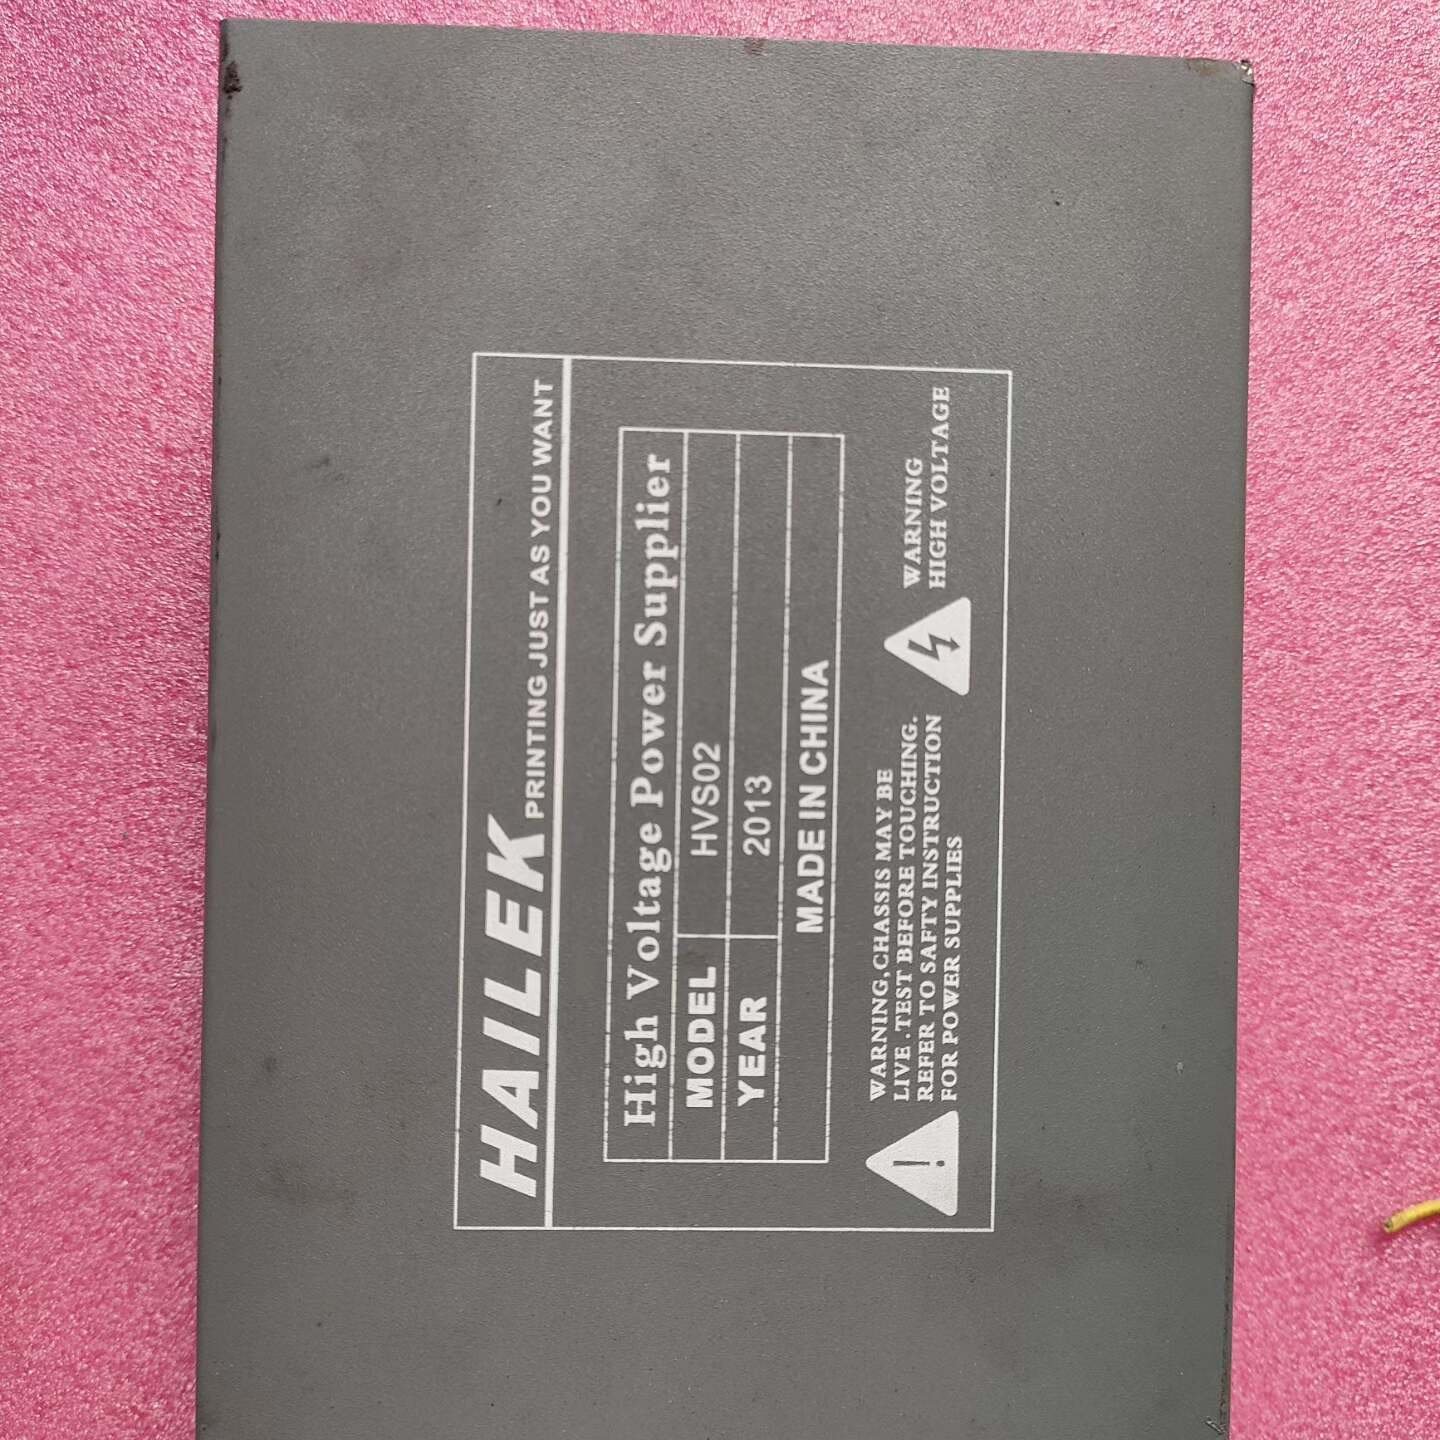 HAILEK PRINTING JUST AS YOU WANT
High Voltage Power Supplier
MODEL HVS02
YEAR 2013
MADE IN CHINA
WARNING,CHASSIS MAY BE
LIVE .TEST BEFORE TOUCHING.
REFER TO SAFTY INSTRUCTION
FOR POWER SUPPLIES
WARNING
HIGH VOLTAGE